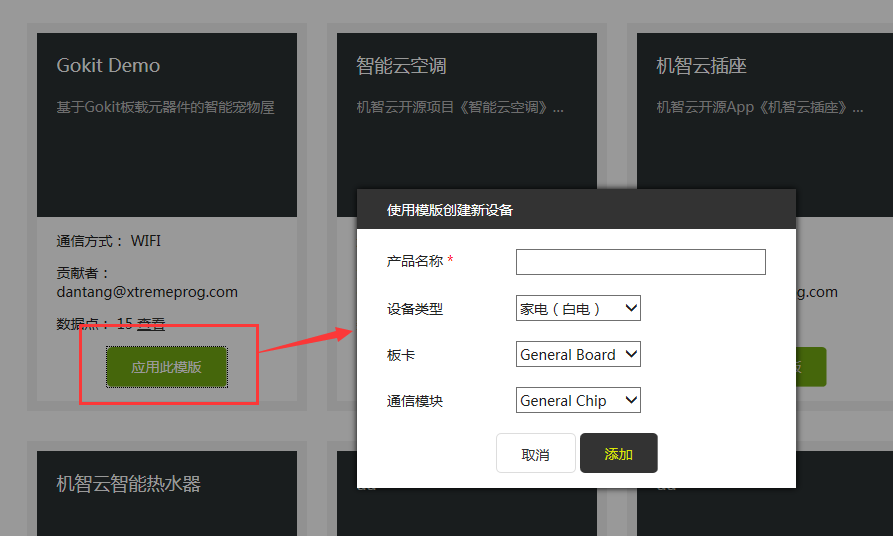 Gokit Demo
基于Gokit板载元器件的智能宠物屋
通信方式： WIFI
贡献者：
dantang@xtremeprog.com
数据点： 15 查看
应用此模版
智能云空调
机智云开源项目《智能云空调》...
机智云插座
机智云开源App《机智云插座》...
g.com
版
使用模版创建新设备
产品名称 *
设备类型
家电（白电）
板卡
General Board
通信模块
General Chip
取消
添加
机智云智能热水器